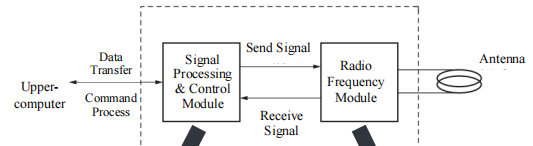 Upper-
computer
Data
Transfer
Command
Process
Signal
Processing
& Control
Module
Send Signal
Receive
Signal
Radio
Frequency
Module
Antenna